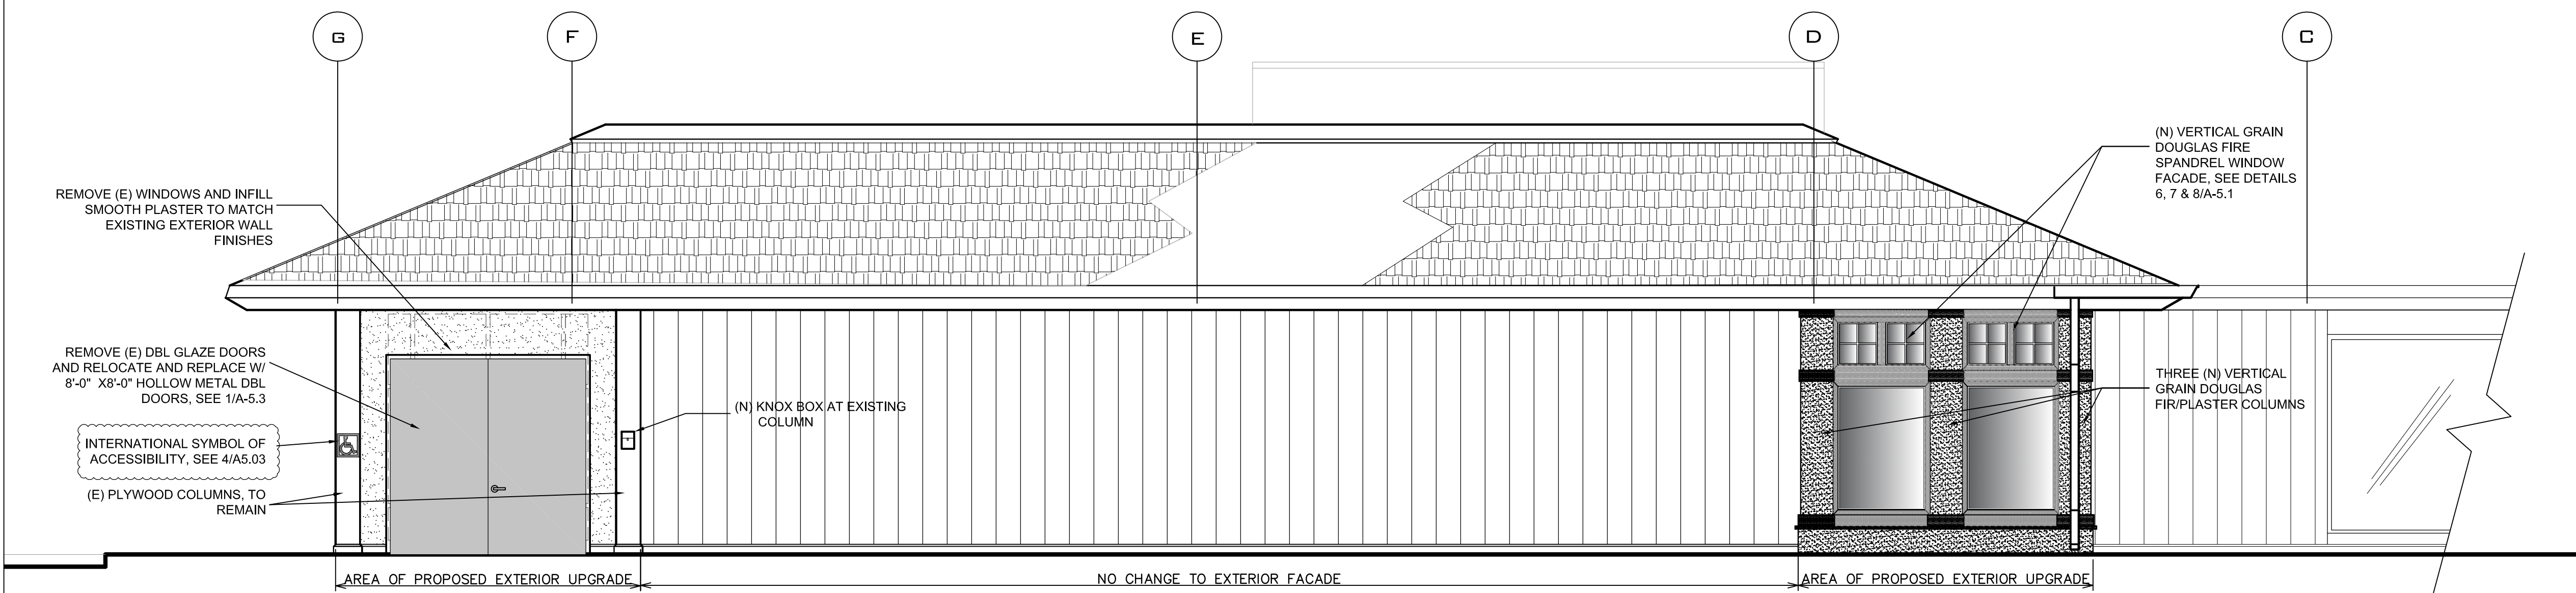 G
F
E
D
C
(N) VERTICAL GRAIN
DOUGLAS FIRE
SPANDREL WINDOW
FACADE, SEE DETAILS
6, 7 & 8/A-5.1
REMOVE (E) WINDOWS AND INFILL
SMOOTH PLASTER TO MATCH
EXISTING EXTERIOR WALL
FINISHES
REMOVE (E) DBL GLAZE DOORS
AND RELOCATE AND REPLACE W/
8'-0" X8'-0" HOLLOW METAL DBL
DOORS, SEE 1/A-5.3
THREE (N) VERTICAL
GRAIN DOUGLAS
FIR/PLASTER COLUMNS
(N) KNOX BOX AT EXISTING
COLUMN
INTERNATIONAL SYMBOL OF
ACCESSIBILITY, SEE 4/A5.03
(E) PLYWOOD COLUMNS, TO
REMAIN
AREA OF PROPOSED EXTERIOR UPGRADE
NO CHANGE TO EXTERIOR FACADE
AREA OF PROPOSED EXTERIOR UPGRADE